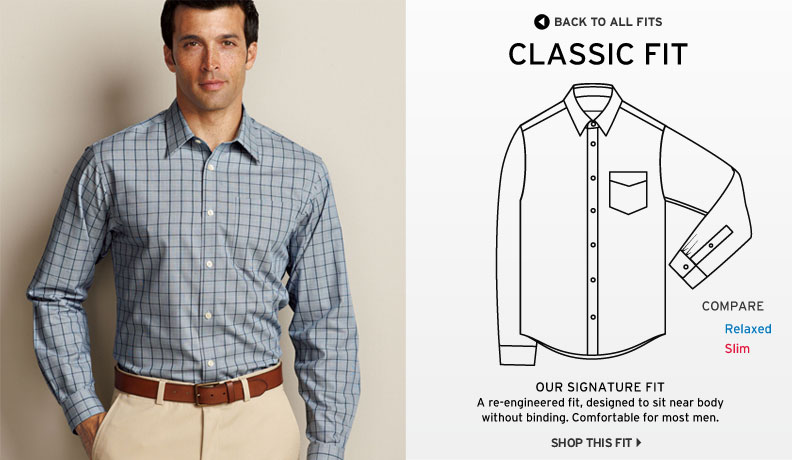 BACK TO ALL FITS
CLASSIC FIT
COMPARE
Relaxed
Slim
OUR SIGNATURE FIT
A re-engineered fit, designed to sit near body
without binding. Comfortable for most men.
SHOP THIS FIT